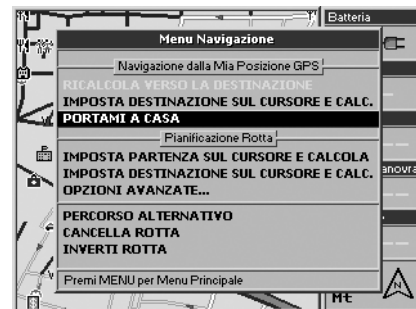 Batteria
Menu Navigazione
Navigazione dalla Mia Posizione GPS
RICALCOLA VERSO LA DESTINAZIONE
IMPOSTA DESTINAZIONE SUL CURSORE E CALC.
PORTAMI A CASA
Pianificazione Rotta
IMPOSTA PARTENZA SUL CURSORE E CALCOLA
IMPOSTA DESTINAZIONE SUL CURSORE E CALC.
OPZIONI AVANZATE...
anovra
PERCORSO ALTERNATIVO
CANCELLA ROTTA
INVERTI ROTTA
Premi MENU per Menu Principale
N
Mt